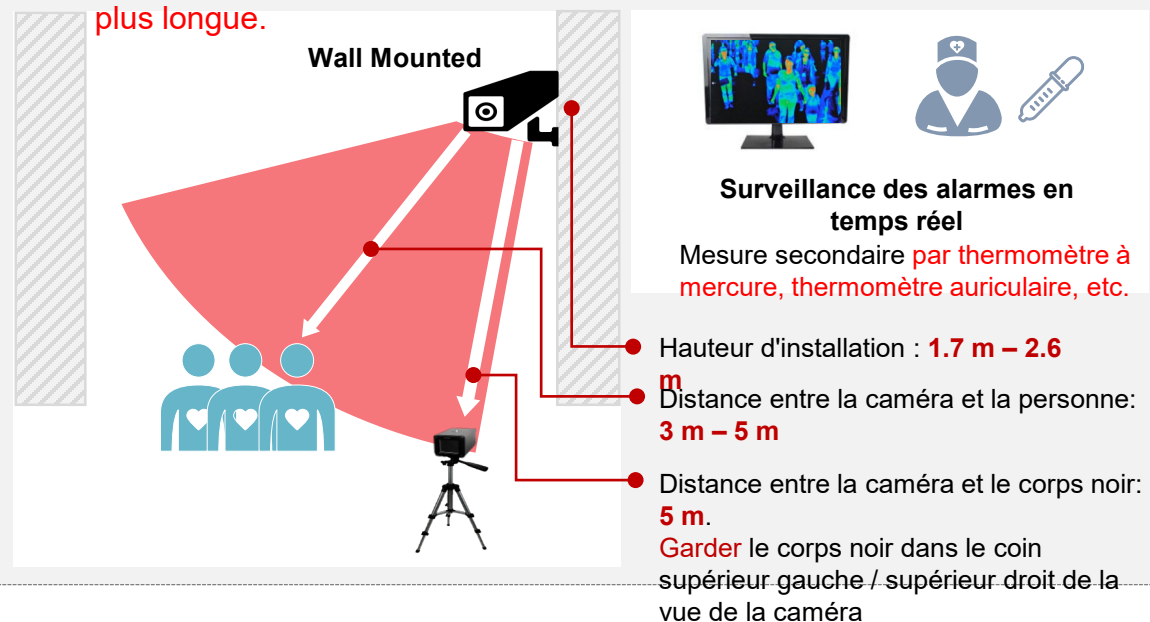 plus longue.
Wall Mounted
Surveillance des alarmes en
temps réel
Mesure secondaire par thermomètre à
mercure, thermomètre auriculaire, etc.
Hauteur d'installation : 1.7 m – 2.6
m
Distance entre la caméra et la personne:
3 m – 5 m
Distance entre la caméra et le corps noir:
5 m.
Garder le corps noir dans le coin
supérieur gauche / supérieur droit de la
vue de la caméra